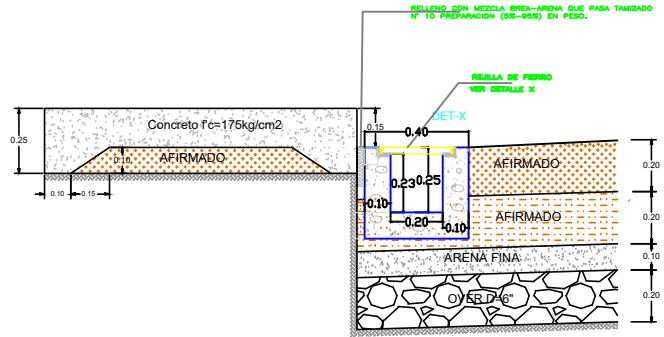 RELLENO CON MEZCLA BREA-ARENA QUE PASA TAMIZADO
N° 10 PREPARACION (5%-95%) EN PESO.
REJILLA DE FIERRO
VER DETALLE X
DET-X
0.25
Concreto f'c=175kg/cm2
0.15
0.40
0.10
AFIRMADO
AFIRMADO
0.20
0.10
0.15
0.23
0.25
0.10
0.20
0.10
AFIRMADO
0.20
ARENA FINA
0.10
OVER D=6"
0.20